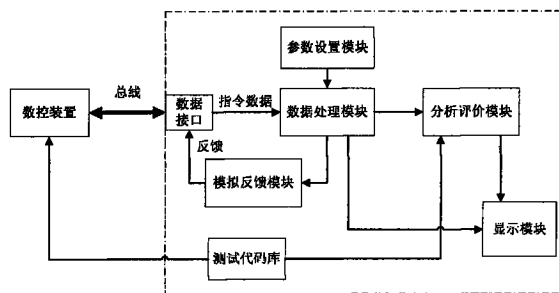 参数设置模块
总线
数控装置
数据
接口
指令数据
数据处理模块
分析评价模块
反馈
模拟反馈模块
显示模块
测试代码库